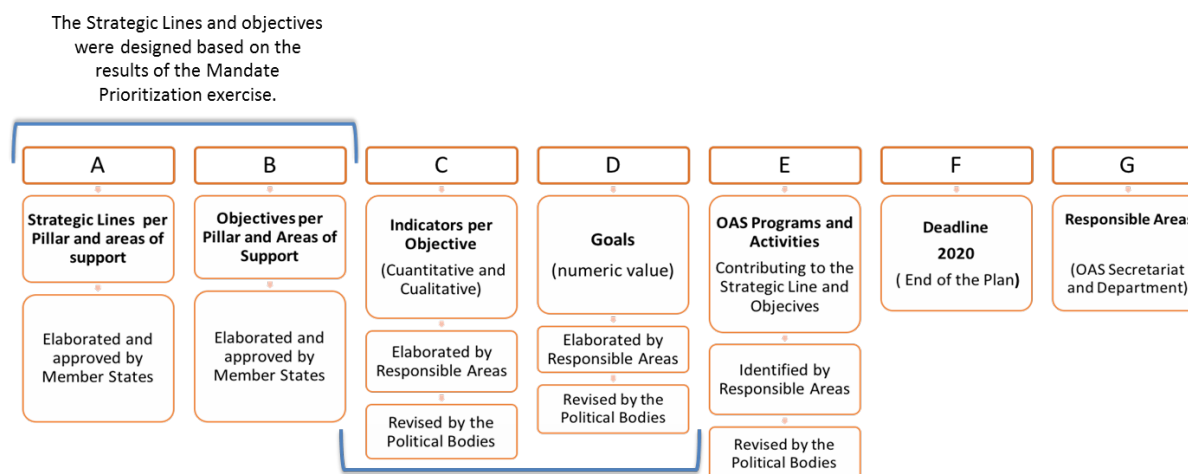 The Strategic Lines and objectives
were designed based on the
results of the Mandate
Prioritization exercise.
A
Strategic Lines per
Pillar and areas of
support
Elaborated and
approved by
Member States
B
Objectives per
Pillar and Areas of
Support
Elaborated and
approved by
Member States
C
Indicators per
Objective
(Cuantitative and
Cualitative)
Elaborated by
Responsible Areas
Revised by the
Political Bodies
D
Goals
(numeric value)
Elaborated by
Responsible Areas
Revised by the
Political Bodies
E
OAS Programs and
Activities
Contributing to the
Strategic Line and
Objecives
Identified by
Responsible Areas
Revised by the
Political Bodies
F
Deadline
2020
( End of the Plan)
G
Responsible Areas
(OAS Secretariat
and Department)